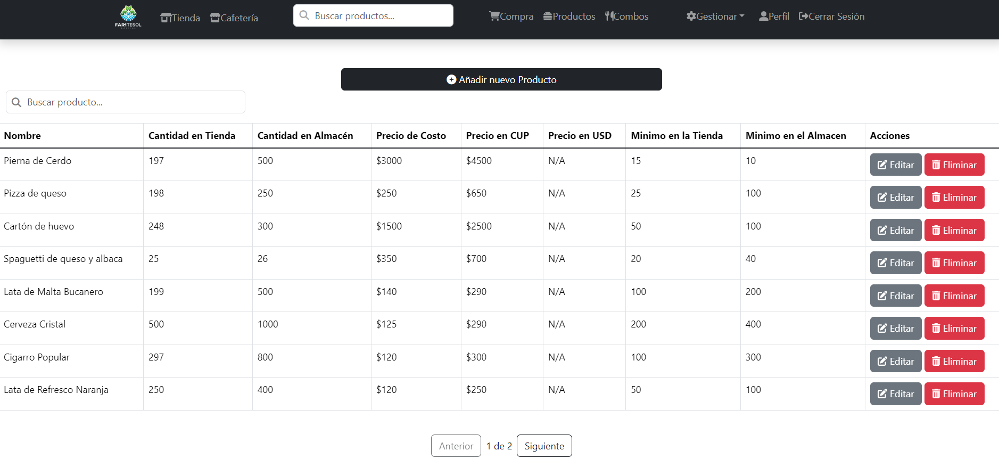 FARMTESOL
Tienda Cafetería Buscar productos... Compra Productos Combos Gestionar Perfil Cerrar Sesión
Añadir nuevo Producto
Buscar producto...
Nombre Cantidad en Tienda Cantidad en Almacén Precio de Costo Precio en CUP Precio en USD Minimo en la Tienda Minimo en el Almacen Acciones
Pierna de Cerdo 197 500 $3000 $4500 N/A 15 10 Editar Eliminar
Pizza de queso 198 250 $250 $650 N/A 25 100 Editar Eliminar
Cartón de huevo 248 300 $1500 $2500 N/A 50 100 Editar Eliminar
Spaguetti de queso y albaca 25 26 $350 $700 N/A 20 40 Editar Eliminar
Lata de Malta Bucanero 199 500 $140 $290 N/A 100 200 Editar Eliminar
Cerveza Cristal 500 1000 $125 $290 N/A 200 400 Editar Eliminar
Cigarro Popular 297 800 $120 $300 N/A 100 300 Editar Eliminar
Lata de Refresco Naranja 250 400 $120 $250 N/A 50 100 Editar Eliminar
Anterior 1 de 2 Siguiente